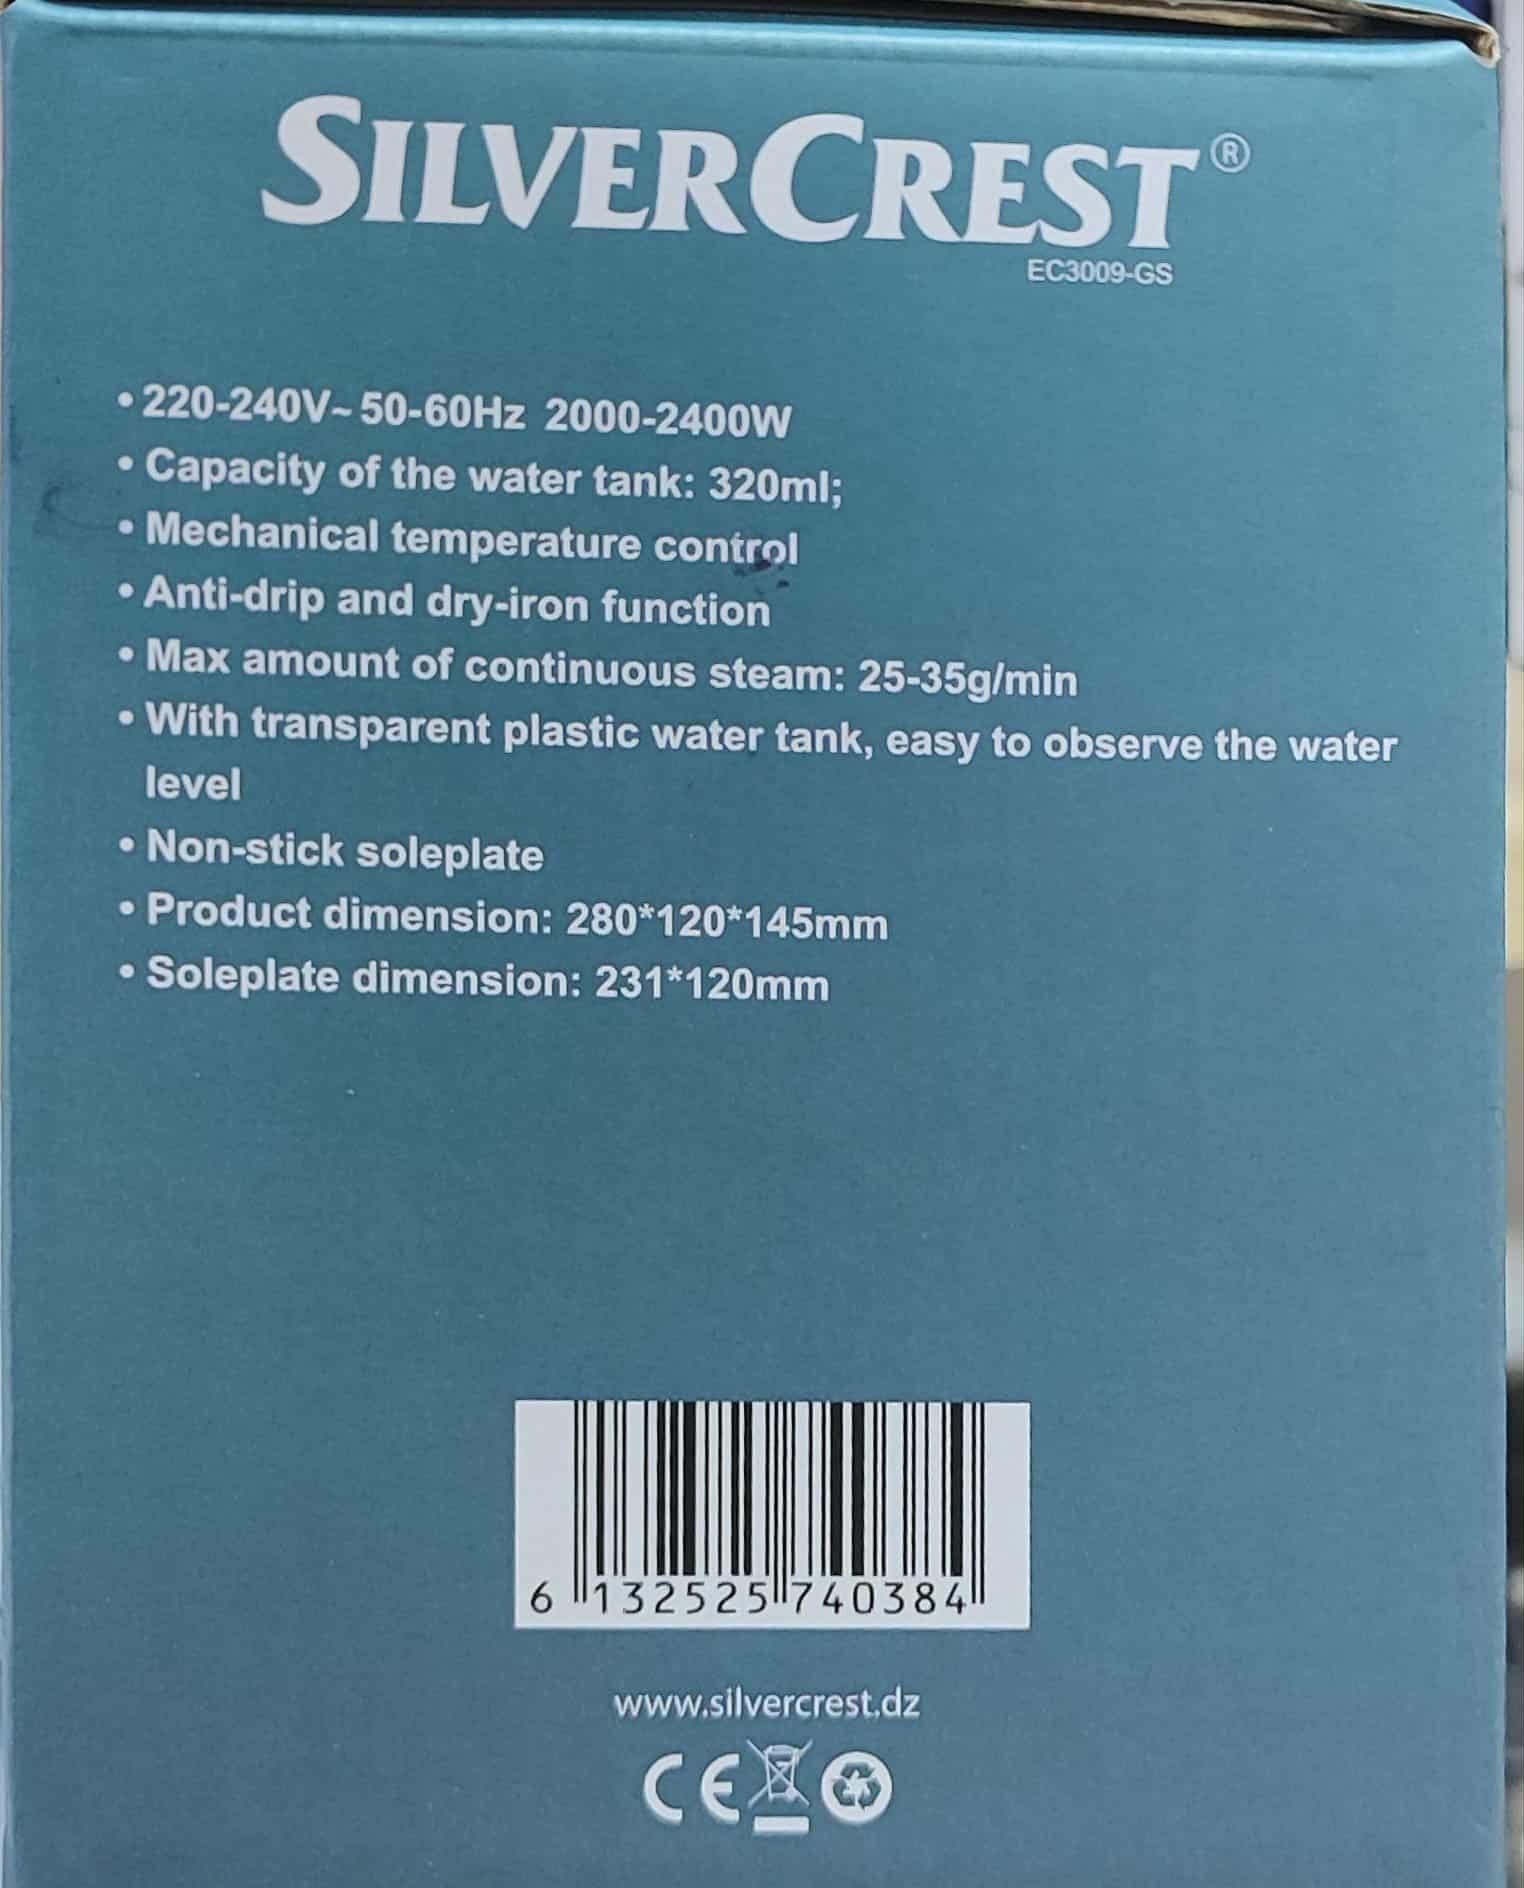 SILVERCREST®
EC3009-GS
• 220-240V~ 50-60Hz 2000-2400W
• Capacity of the water tank: 320ml;
• Mechanical temperature control
• Anti-drip and dry-iron function
• Max amount of continuous steam: 25-35g/min
• With transparent plastic water tank, easy to observe the water
level
• Non-stick soleplate
• Product dimension: 280*120*145mm
• Soleplate dimension: 231*120mm
6 132525 740384
www.silvercrest.dz
CE